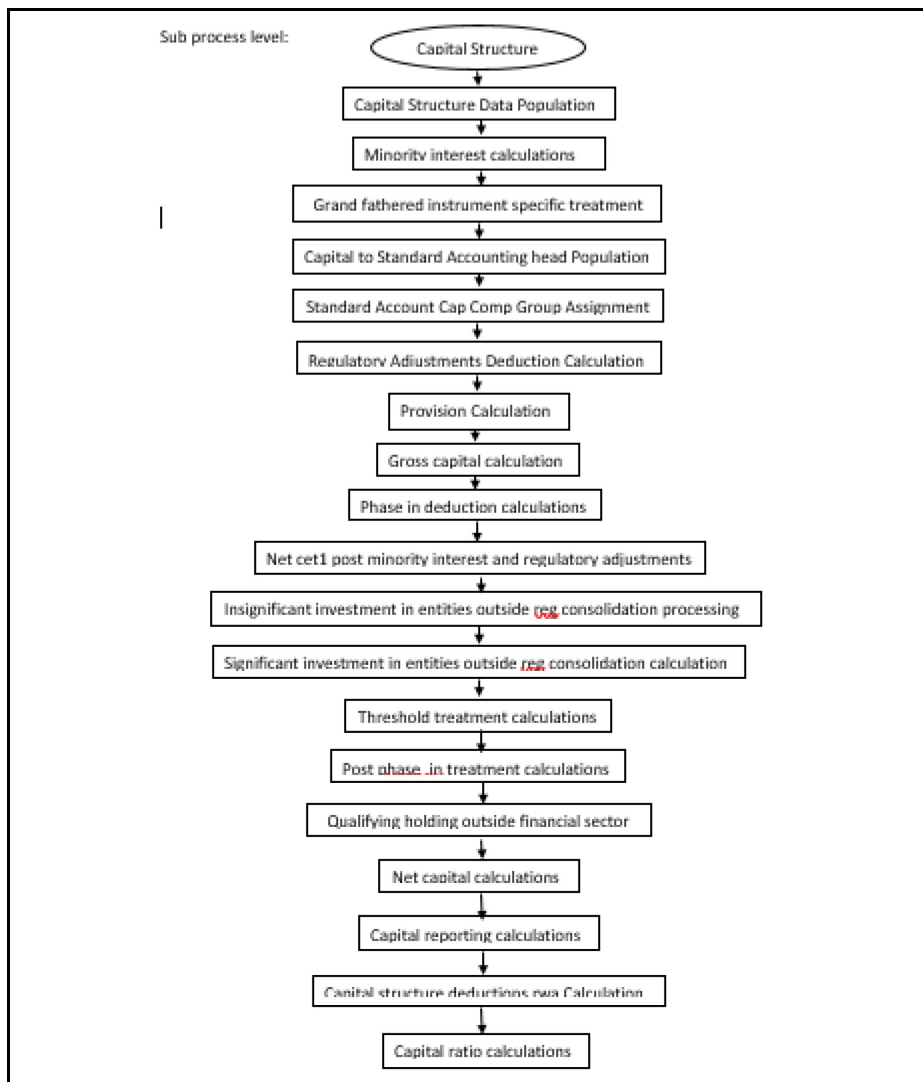 Sub process level:
Capital Structure
Capital Structure Data Population
Minority interest calculations
Grand fathered instrument specific treatment
Capital to Standard Accounting head Population
Standard Account Cap Comp Group Assignment
Regulatory Adjustments Deduction Calculation
Provision Calculation
Gross capital calculation
Phase in deduction calculations
Net cet1 post minority interest and regulatory adjustments
Insignificant investment in entities outside reg consolidation processing
Significant investment in entities outside reg consolidation calculation
Threshold treatment calculations
Post phase in treatment calculations
Qualifying holding outside financial sector
Net capital calculations
Capital reporting calculations
Capital structure deductions rwa Calculation
Capital ratio calculations